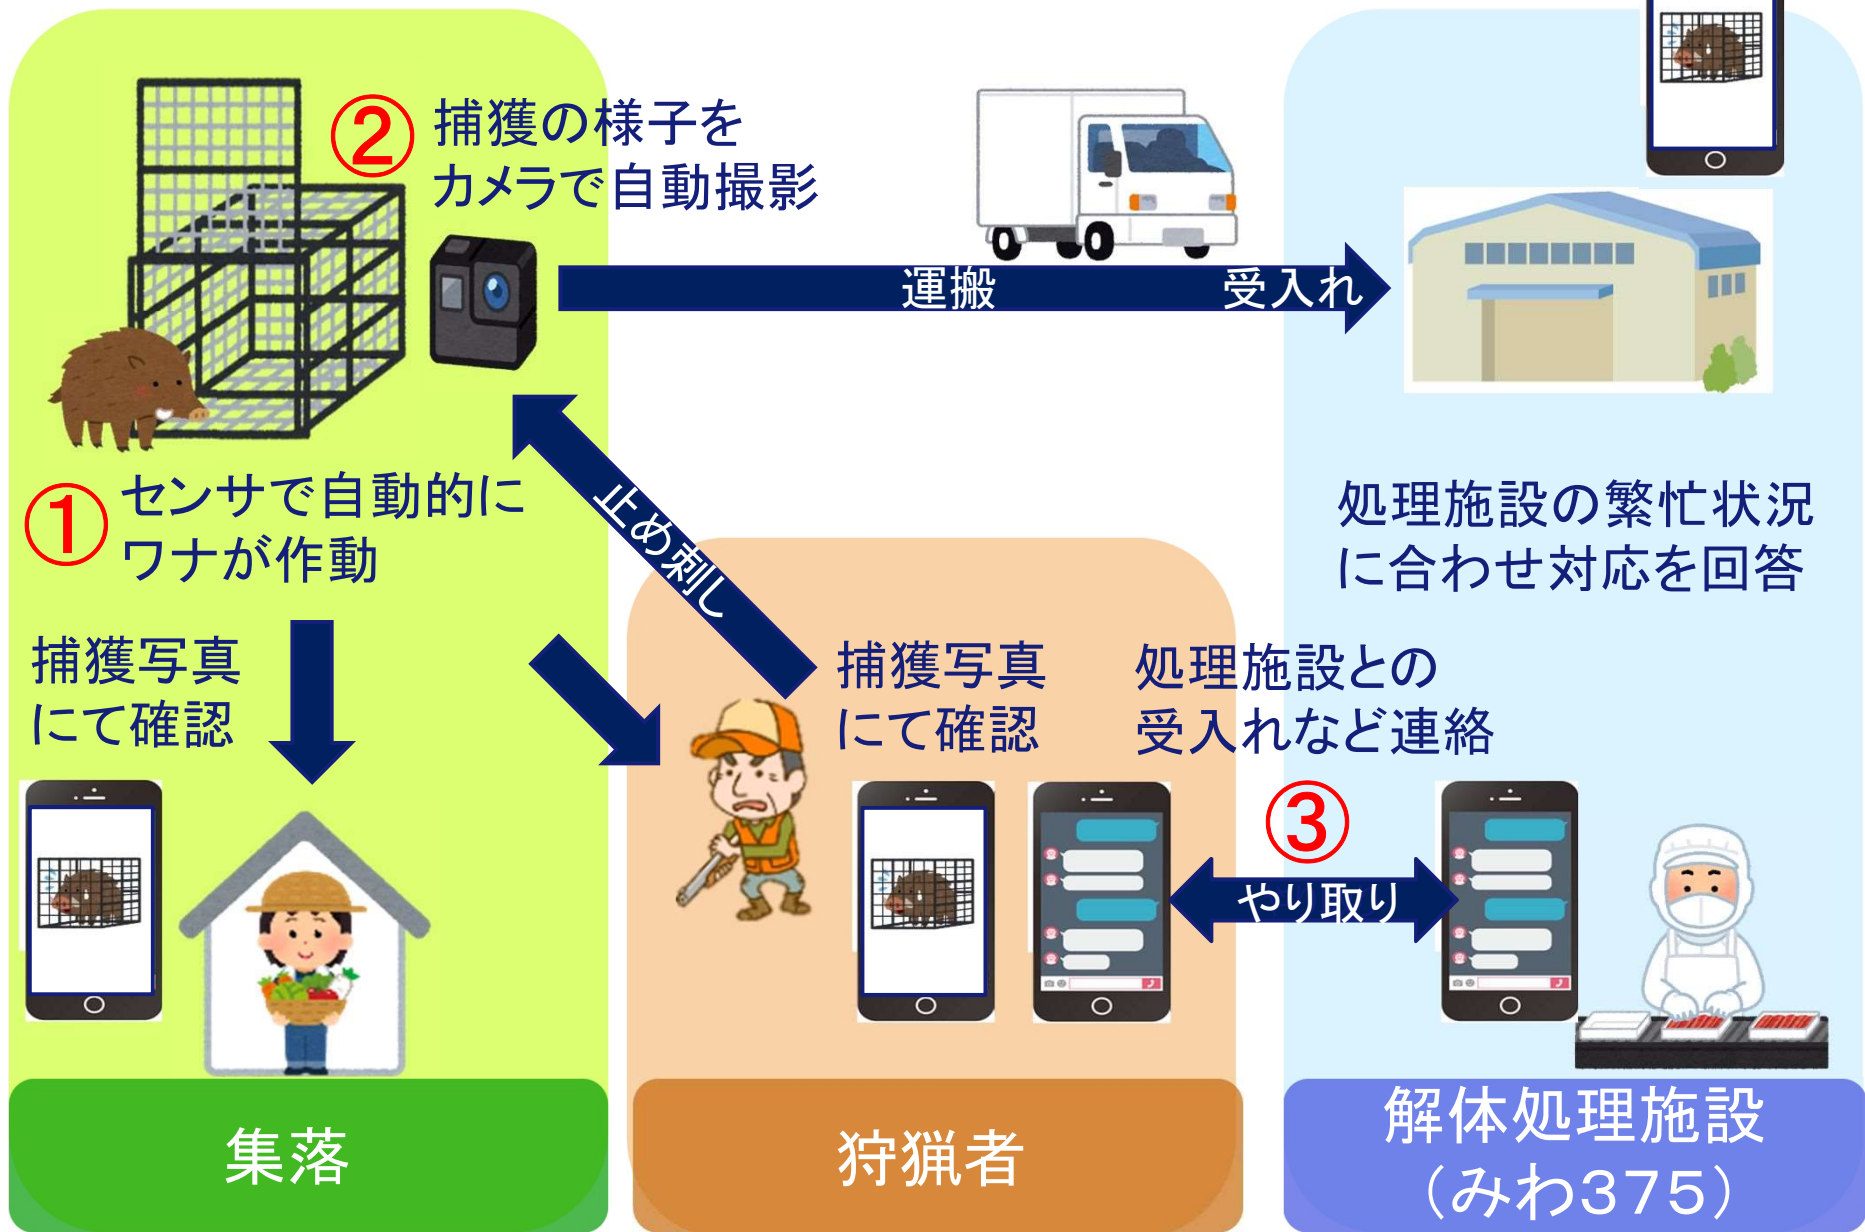 ②
捕獲の様子を
カメラで自動撮影
運搬
受入れ
①
センサで自動的に
ワナが作動
止め刺し
処理施設の繁忙状況
に合わせ対応を回答
捕獲写真
にて確認
捕獲写真
にて確認
処理施設との
受入れなど連絡
③
やり取り
集落
狩猟者
解体処理施設
（みわ３７５）